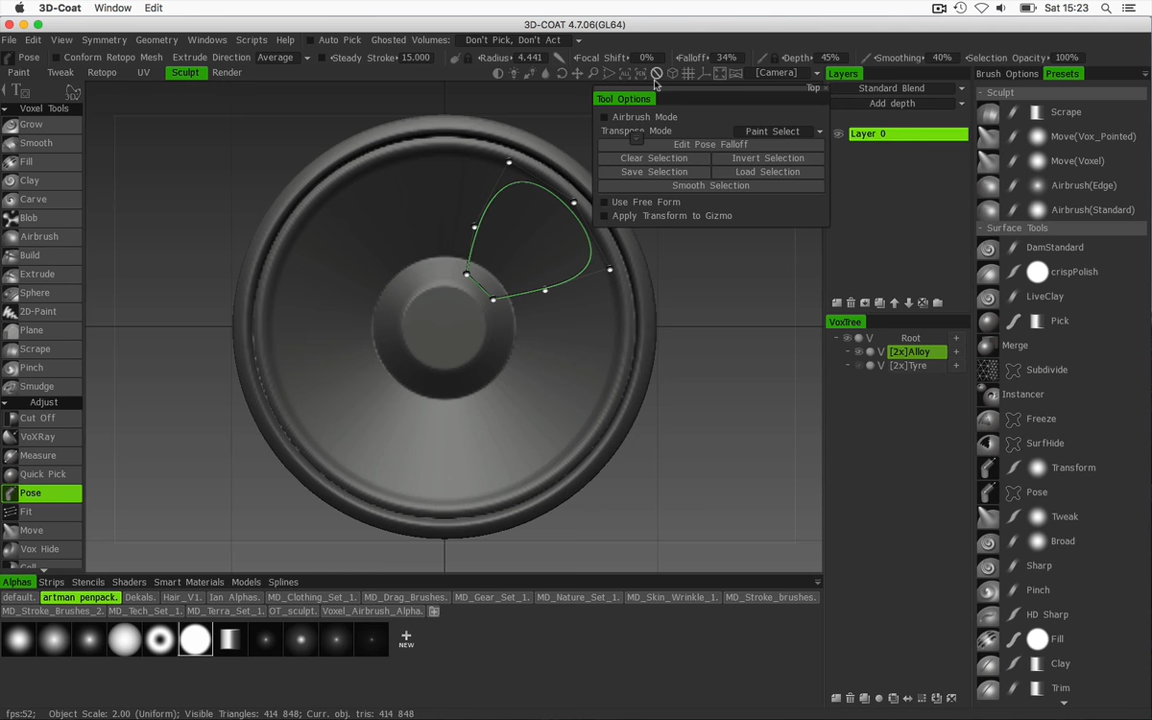 3D-Coat Window Edit Sat 15:23
3D-COAT 4.7.06(GL64)
File Edit View Symmetry Geometry Windows Scripts Help Auto Pick Ghosted Volumes: Don't Pick, Don't Act
Pose Conform Retopo Mesh Extrude Direction Average Steady Stroke 15.000 Radius 4.441 Focal Shift 0% Falloff 34% Depth 45% Smoothing 40% Selection Opacity 100%
Paint Tweak Retopo UV Sculpt Render [Camera] Layers Brush Options Presets
Top
Tool Options
Airbrush Mode
Transpose Mode Paint Select
Edit Pose Falloff
Clear Selection Invert Selection
Save Selection Load Selection
Smooth Selection
Use Free Form
Apply Transform to Gizmo
Voxel Tools
Grow
Smooth
Fill
Clay
Carve
Blob
Airbrush
Build
Extrude
Sphere
2D-Paint
Plane
Scrape
Pinch
Smudge
Adjust
Cut Off
VoXRay
Measure
Quick Pick
Pose
Fit
Move
Vox Hide
Standard Blend
Add depth
Layer 0
VoxTree
V Root +
V [2x]Alloy +
V [2x]Tyre +
Sculpt
Scrape
Move(Vox_Pointed)
Move(Voxel)
Airbrush(Edge)
Airbrush(Standard)
Surface Tools
DamStandard
crispPolish
LiveClay
Pick
Merge
Subdivide
Instancer
Freeze
SurfHide
Transform
Pose
Tweak
Broad
Sharp
Pinch
HD Sharp
Fill
Clay
Trim
Alphas Strips Stencils Shaders Smart Materials Models Splines
default. artman penpack. Dekals. Hair_V1. Ian Alphas. MD_Clothing_Set_1. MD_Drag_Brushes. MD_Gear_Set_1. MD_Nature_Set_1. MD_Skin_Wrinkle_1. MD_Stroke_brushes.
MD_Stroke_Brushes_2. MD_Tech_Set_1. MD_Terra_Set_1. OT_sculpt. Voxel_Airbrush_Alpha.
NEW
fps:52; Object Scale: 2.00 (Uniform); Visible Triangles: 414 848; Curr. obj. tris: 414 848;